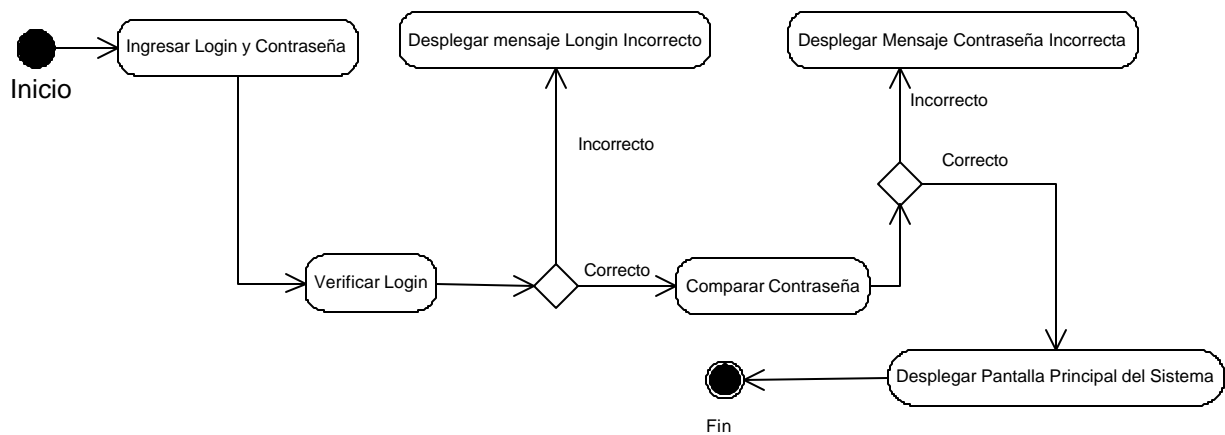 Inicio
Ingresar Login y Contraseña
Desplegar mensaje Longin Incorrecto
Desplegar Mensaje Contraseña Incorrecta
Incorrecto
Incorrecto
Correcto
Verificar Login
Correcto
Comparar Contraseña
Desplegar Pantalla Principal del Sistema
Fin